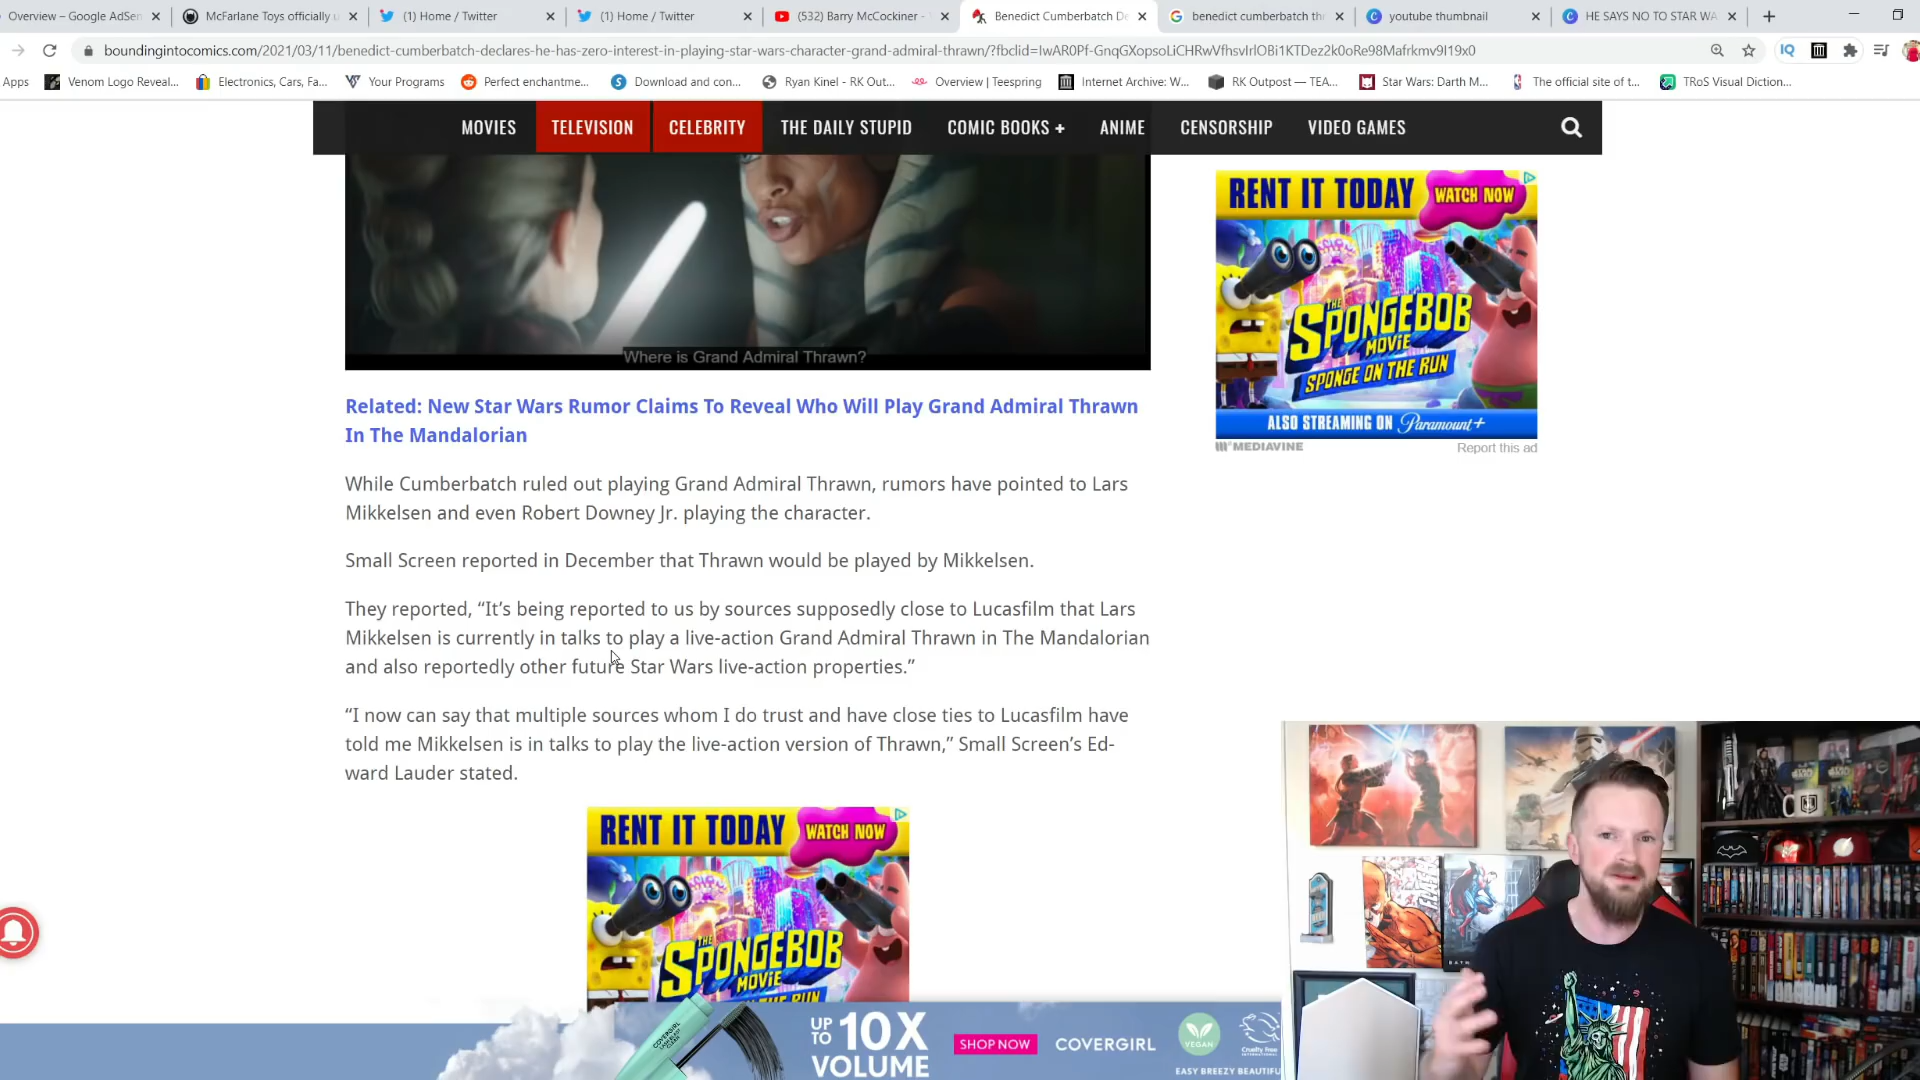 Overview – Google AdSen
McFarlane Toys officially u
(1) Home / Twitter
(1) Home / Twitter
(532) Barry McCockiner -
Benedict Cumberbatch De
benedict cumberbatch thr
youtube thumbnail
HE SAYS NO TO STAR WA
boundingintocomics.com/2021/03/11/benedict-cumberbatch-declares-he-has-zero-interest-in-playing-star-wars-character-grand-admiral-thrawn/?fbclid=IwAR0Pf-GnqGXopsoLiCHRwVfhsvIrlOBi1KTDez2k0oRe98Mafrkmv9I19x0
Apps
Venom Logo Reveal...
Electronics, Cars, Fa...
Your Programs
Perfect enchantme...
Download and con...
Ryan Kinel - RK Out...
Overview | Teespring
Internet Archive: W...
RK Outpost — TEA...
Star Wars: Darth M...
The official site of t...
TRoS Visual Diction...
MOVIES TELEVISION CELEBRITY THE DAILY STUPID COMIC BOOKS + ANIME CENSORSHIP VIDEO GAMES
Where is Grand Admiral Thrawn?
RENT IT TODAY
WATCH NOW
THE
SPONGEBOB
MOVIE
SPONGE ON THE RUN
ALSO STREAMING ON Paramount+
MEDIAVINE
Report this ad
Related: New Star Wars Rumor Claims To Reveal Who Will Play Grand Admiral Thrawn
In The Mandalorian
While Cumberbatch ruled out playing Grand Admiral Thrawn, rumors have pointed to Lars
Mikkelsen and even Robert Downey Jr. playing the character.
Small Screen reported in December that Thrawn would be played by Mikkelsen.
They reported, “It’s being reported to us by sources supposedly close to Lucasfilm that Lars
Mikkelsen is currently in talks to play a live-action Grand Admiral Thrawn in The Mandalorian
and also reportedly other future Star Wars live-action properties.”
“I now can say that multiple sources whom I do trust and have close ties to Lucasfilm have
told me Mikkelsen is in talks to play the live-action version of Thrawn,” Small Screen’s Ed-
ward Lauder stated.
RENT IT TODAY
WATCH NOW
THE
SPONGEBOB
MOVIE
ON THE RUN
UP
TO 10X
VOLUME
SHOP NOW
COVERGIRL
VEGAN
Cruelty Free
INTERNATIONAL
EASY BREEZY BEAUTIFU